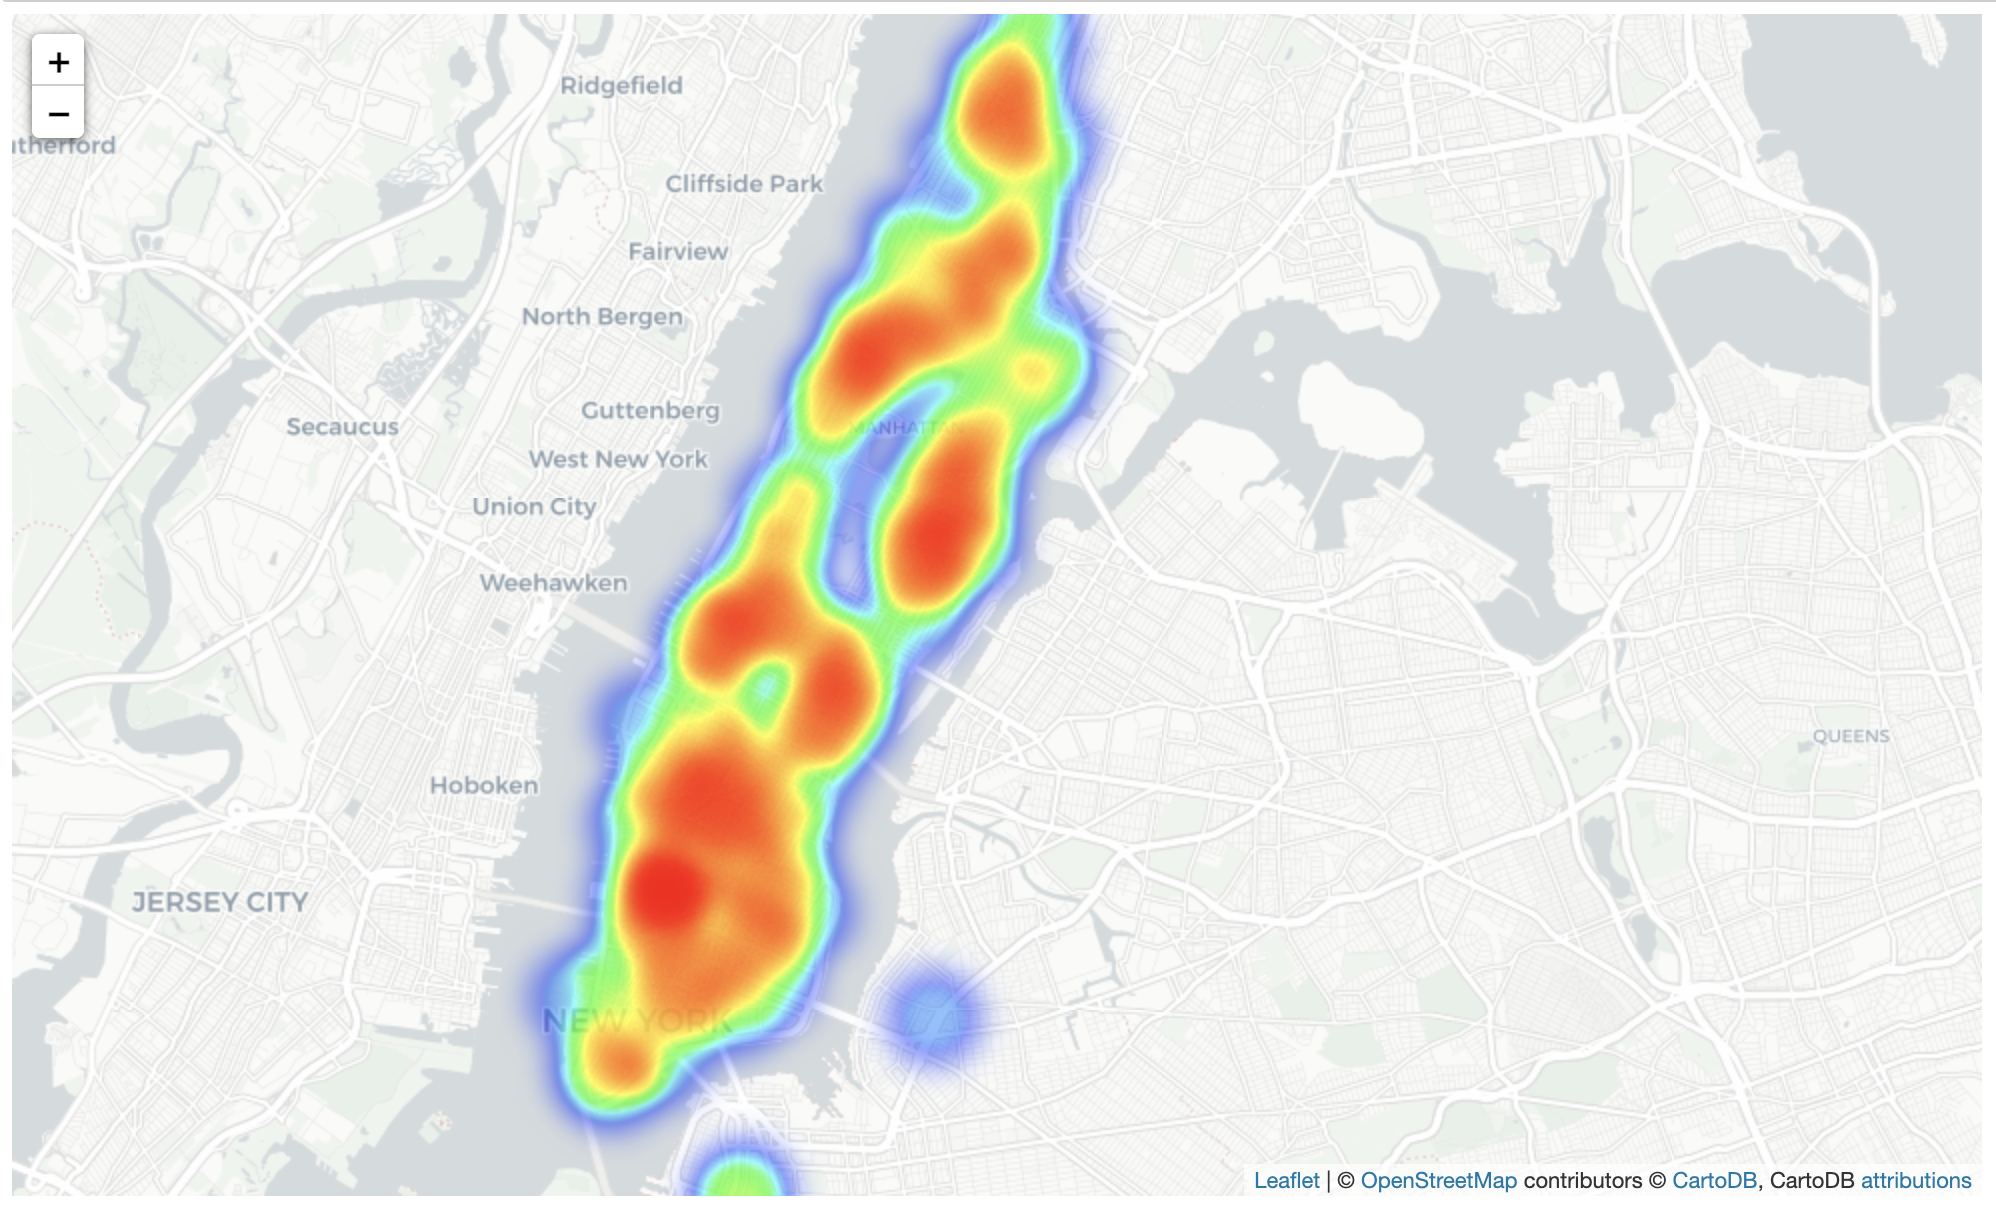 +
−
Ridgefield
utherford
Cliffside Park
Fairview
North Bergen
Guttenberg
Secaucus
MANHATTAN
West New York
Union City
Weehawken
QUEENS
Hoboken
JERSEY CITY
NEW YORK
Leaflet | © OpenStreetMap contributors © CartoDB, CartoDB attributions